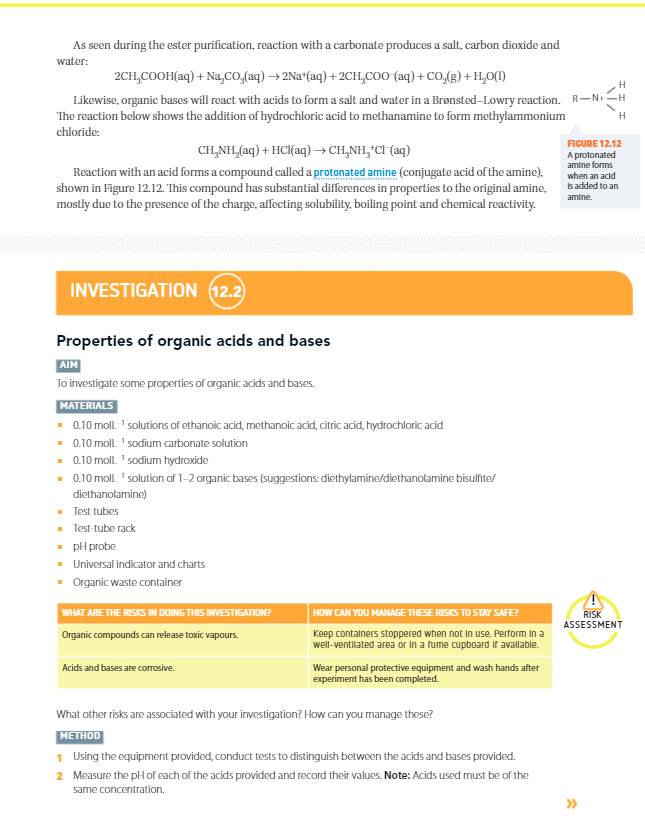 As seen during the ester purification, reaction with a carbonate produces a salt, carbon dioxide and
water:
2CH₃COOH(aq) + Na₂CO₃(aq) → 2Na⁺(aq) + 2CH₃COO⁻(aq) + CO₂(g) + H₂O(l)
Likewise, organic bases will react with acids to form a salt and water in a Brønsted–Lowry reaction.
The reaction below shows the addition of hydrochloric acid to methanamine to form methylammonium
chloride:
CH₃NH₂(aq) + HCl(aq) → CH₃NH₃⁺Cl⁻(aq)
Reaction with an acid forms a compound called a protonated amine (conjugate acid of the amine),
shown in Figure 12.12. This compound has substantial differences in properties to the original amine,
mostly due to the presence of the charge, affecting solubility, boiling point and chemical reactivity.
H
R—N+—H
H
FIGURE 12.12
A protonated
amine forms
when an acid
is added to an
amine.
INVESTIGATION 12.2
Properties of organic acids and bases
AIM
To investigate some properties of organic acids and bases.
MATERIALS
▪ 0.10 molL⁻¹ solutions of ethanoic acid, methanoic acid, citric acid, hydrochloric acid
▪ 0.10 molL⁻¹ sodium carbonate solution
▪ 0.10 molL⁻¹ sodium hydroxide
▪ 0.10 molL⁻¹ solution of 1–2 organic bases (suggestions: diethylamine/diethanolamine bisulfite/
diethanolamine)
▪ Test tubes
▪ Test-tube rack
▪ pH probe
▪ Universal indicator and charts
▪ Organic waste container
WHAT ARE THE RISKS IN DOING THIS INVESTIGATION? HOW CAN YOU MANAGE THESE RISKS TO STAY SAFE?
Organic compounds can release toxic vapours. Keep containers stoppered when not in use. Perform in a
well-ventilated area or in a fume cupboard if available.
Acids and bases are corrosive. Wear personal protective equipment and wash hands after
experiment has been completed.
!
RISK
ASSESSMENT
What other risks are associated with your investigation? How can you manage these?
METHOD
1 Using the equipment provided, conduct tests to distinguish between the acids and bases provided.
2 Measure the pH of each of the acids provided and record their values. Note: Acids used must be of the
same concentration.
»